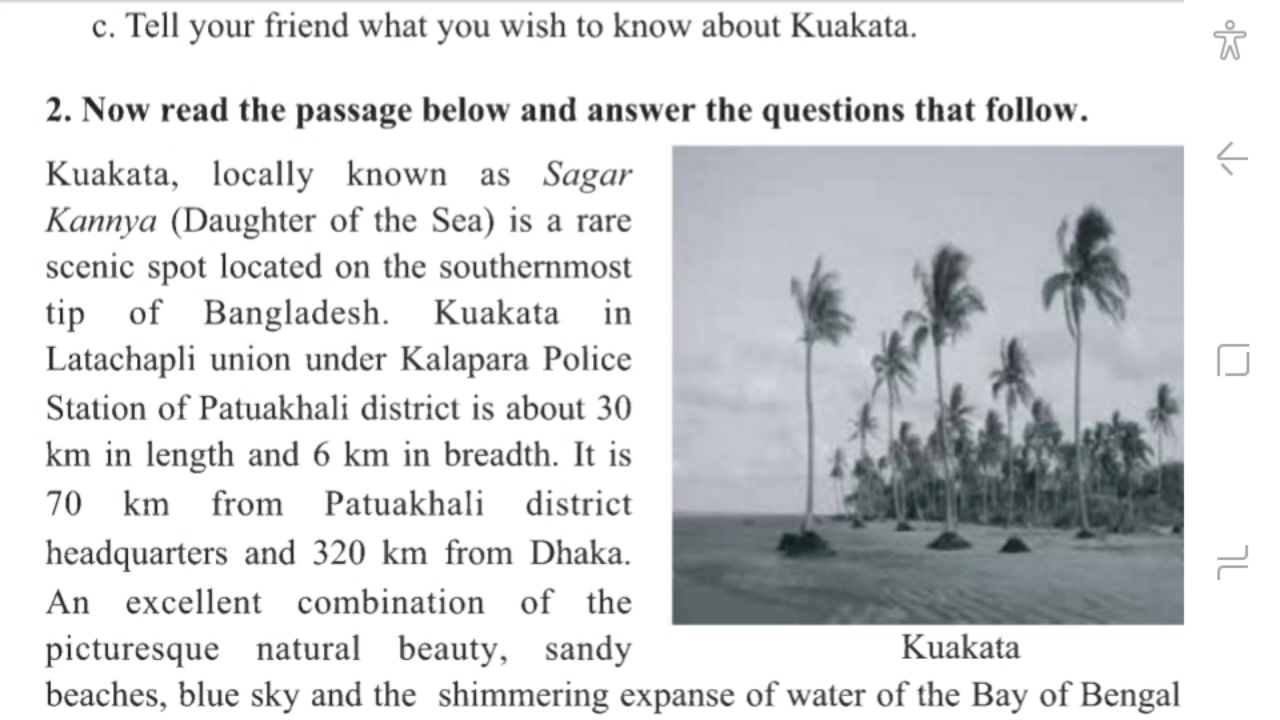 c. Tell your friend what you wish to know about Kuakata.
2. Now read the passage below and answer the questions that follow.
Kuakata, locally known as Sagar
Kannya (Daughter of the Sea) is a rare
scenic spot located on the southernmost
tip of Bangladesh. Kuakata in
Latachapli union under Kalapara Police
Station of Patuakhali district is about 30
km in length and 6 km in breadth. It is
70 km from Patuakhali district
headquarters and 320 km from Dhaka.
An excellent combination of the
picturesque natural beauty, sandy
beaches, blue sky and the shimmering expanse of water of the Bay of Bengal
Kuakata